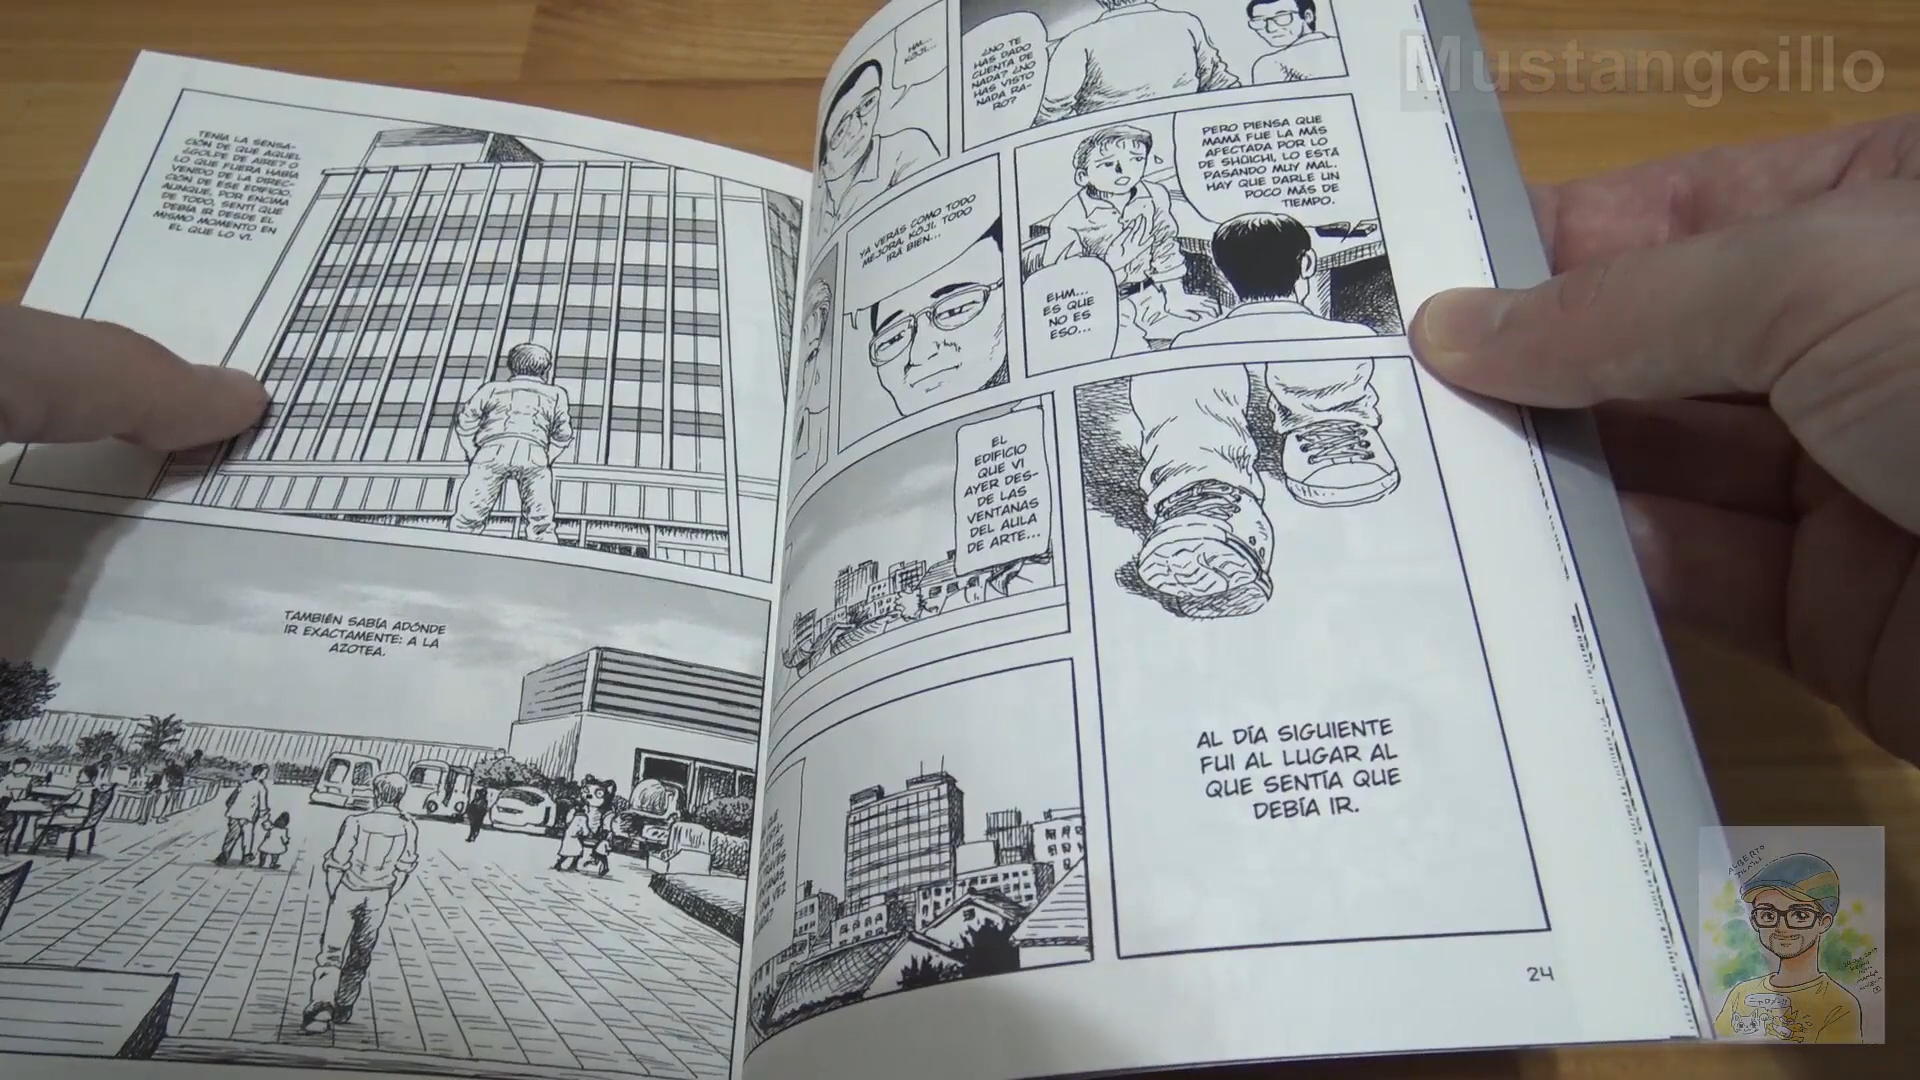 Mustangcillo
HM...
KŌJI...
¿NO TE
HAS DADO
CUENTA DE
NADA? ¿NO
HAS VISTO
NADA RA-
RO?
PERO PIENSA QUE
MAMÁ FUE LA MÁS
AFECTADA POR LO
DE SHŪICHI, LO ESTÁ
PASANDO MUY MAL.
HAY QUE DARLE UN
POCO MÁS DE
TIEMPO.
EHM...
ES QUE
NO ES
ESO...
YA VERÁS CÓMO TODO
MEJORA, KŌJI. TODO
IRÁ BIEN...
EL
EDIFICIO
QUE VI
AYER DES-
DE LAS
VENTANAS
DEL AULA
DE ARTE...
AL DÍA SIGUIENTE
FUI AL LUGAR AL
QUE SENTÍA QUE
DEBÍA IR.
24
TENÍA LA SENSA-
CIÓN DE QUE AQUEL
¿GOLPE DE AIRE? O
LO QUE FUERA HABÍA
VENIDO DE LA DIREC-
CIÓN DE ESE EDIFICIO.
AUNQUE, POR ENCIMA
DE TODO, SENTÍ QUE
DEBÍA IR DESDE EL
MISMO MOMENTO EN
EL QUE LO VI.
TAMBIÉN SABÍA ADÓNDE
IR EXACTAMENTE: A LA
AZOTEA.
ALBERTO